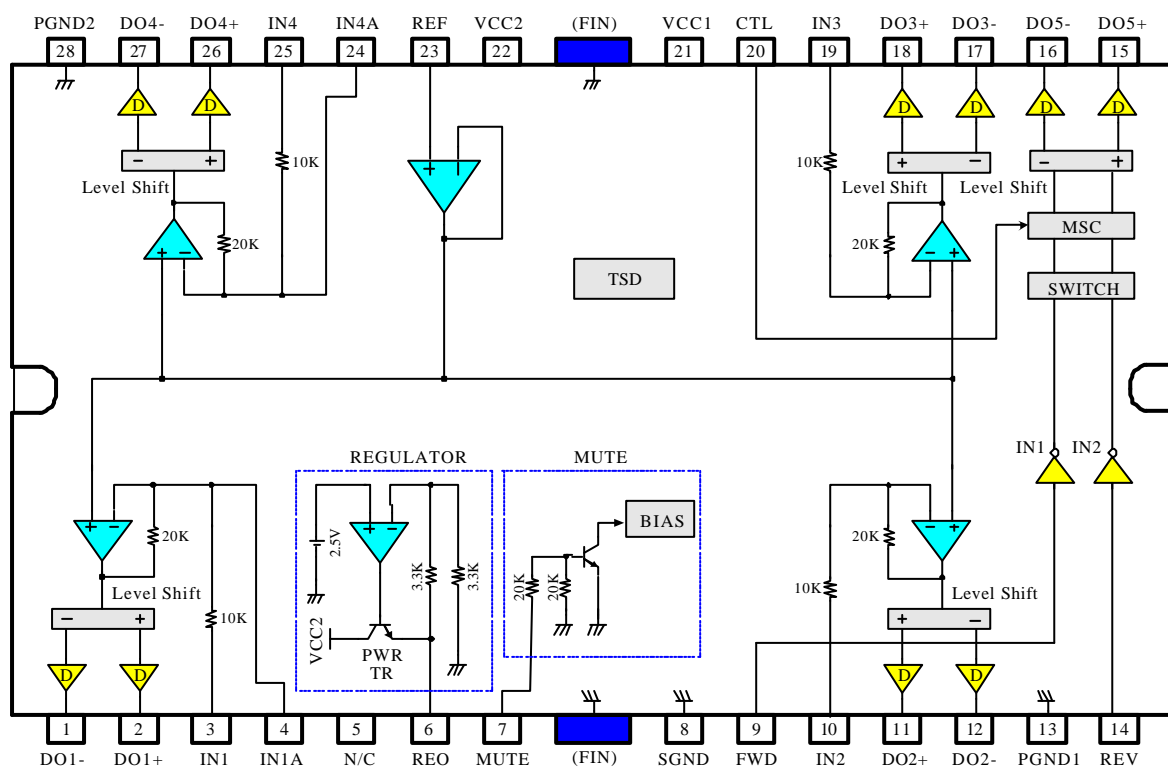 PGND2 DO4- DO4+ IN4 IN4A REF VCC2 (FIN) VCC1 CTL IN3 DO3+ DO3- DO5- DO5+
28 27 26 25 24 23 22 21 20 19 18 17 16 15
D D D D D D
- + + - - +
10K 10K
Level Shift Level Shift Level Shift
+ -
MSC
20K 20K
+ - - +
TSD
SWITCH
REGULATOR MUTE
IN1 IN2
+ - + - - +
BIAS
20K 2.5V 20K
3.3K 3.3K 20K 20K
10K
Level Shift Level Shift
10K
- + + -
VCC2
PWR
TR
D D D D
1 2 3 4 5 6 7 8 9 10 11 12 13 14
DO1- DO1+ IN1 IN1A N/C REO MUTE (FIN) SGND FWD IN2 DO2+ DO2- PGND1 REV